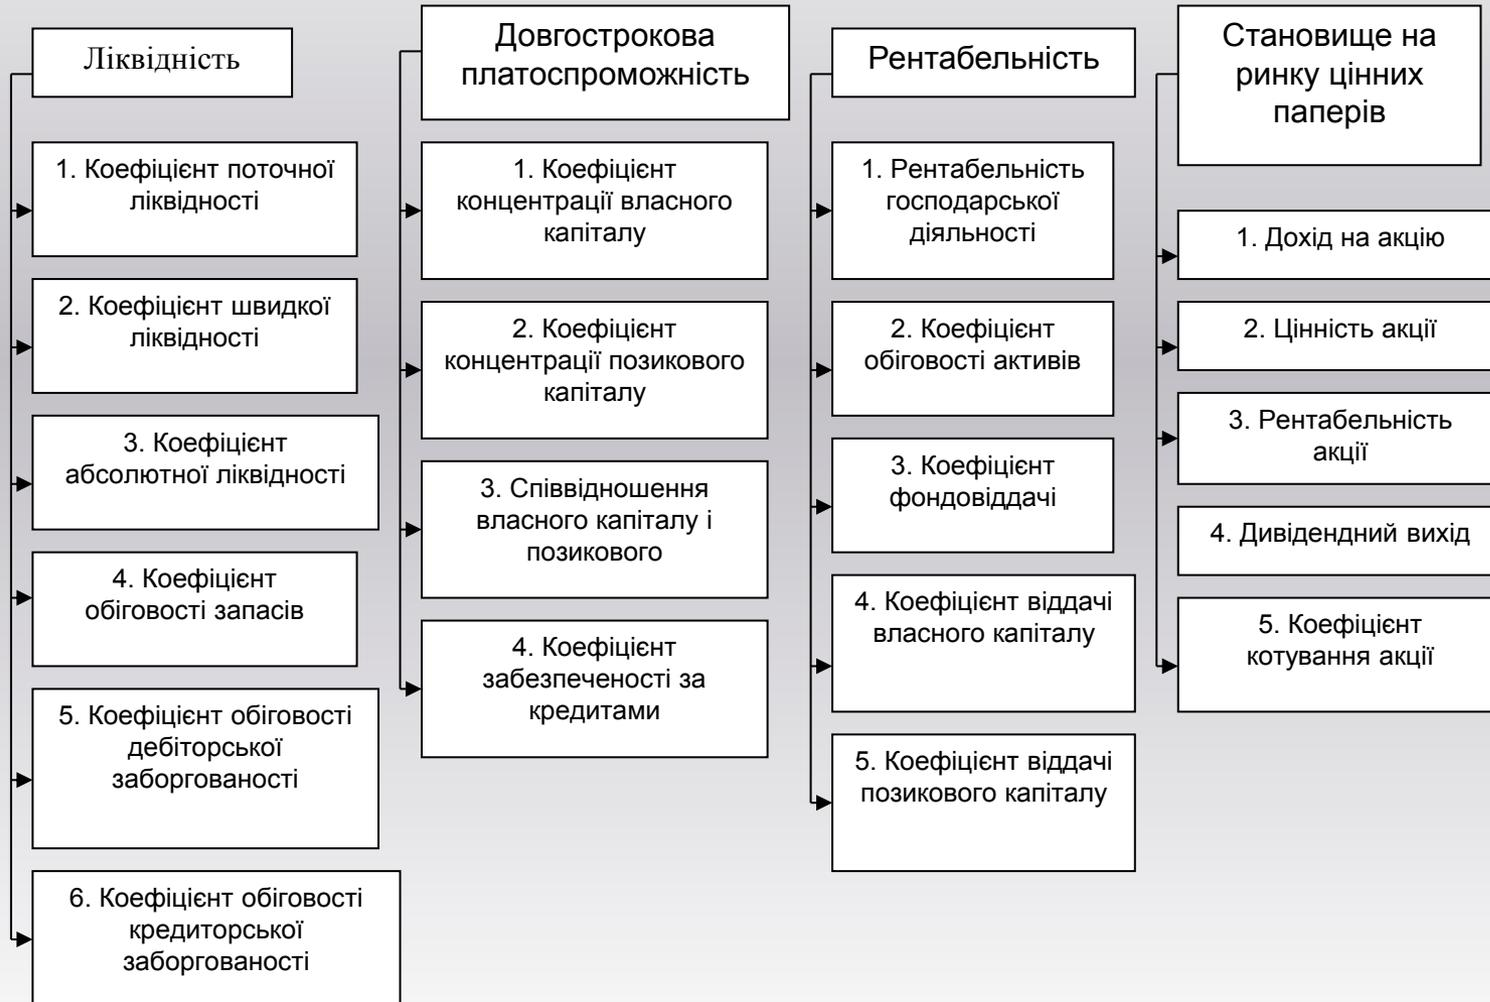 Ліквідність
1. Коефіцієнт поточної
ліквідності
2. Коефіцієнт швидкої
ліквідності
3. Коефіцієнт
абсолютної ліквідності
4. Коефіцієнт
обіговості запасів
5. Коефіцієнт обіговості
дебіторської
заборгованості
6. Коефіцієнт обіговості
кредиторської
заборгованості
Довгострокова
платоспроможність
1. Коефіцієнт
концентрації власного
капіталу
2. Коефіцієнт
концентрації позикового
капіталу
3. Співвідношення
власного капіталу і
позикового
4. Коефіцієнт
забезпеченості за
кредитами
Рентабельність
1. Рентабельність
господарської
діяльності
2. Коефіцієнт
обіговості активів
3. Коефіцієнт
фондовіддачі
4. Коефіцієнт віддачі
власного капіталу
5. Коефіцієнт віддачі
позикового капіталу
Становище на
ринку цінних
паперів
1. Дохід на акцію
2. Цінність акції
3. Рентабельність
акції
4. Дивідендний вихід
5. Коефіцієнт
котування акції